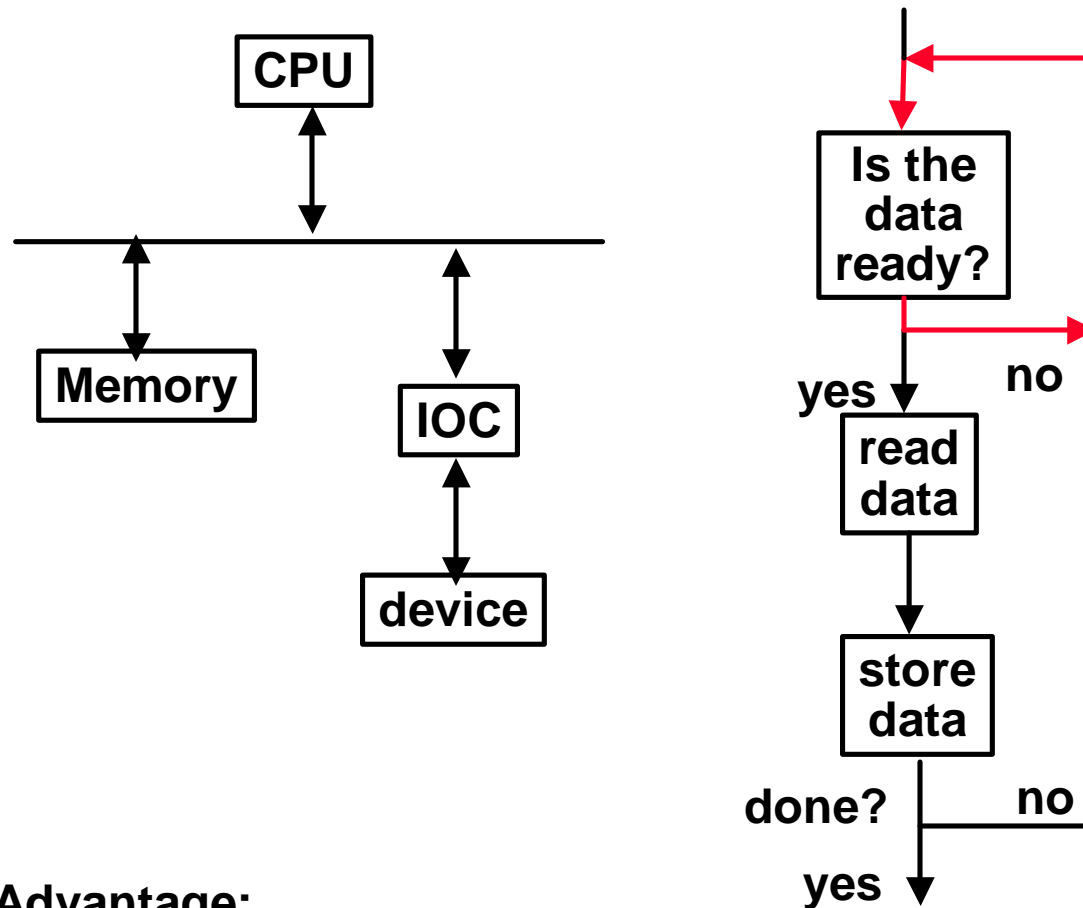 CPU
Memory
IOC
device
Is the
data
ready?
yes
no
read
data
store
data
done?
no
yes
Advantage: